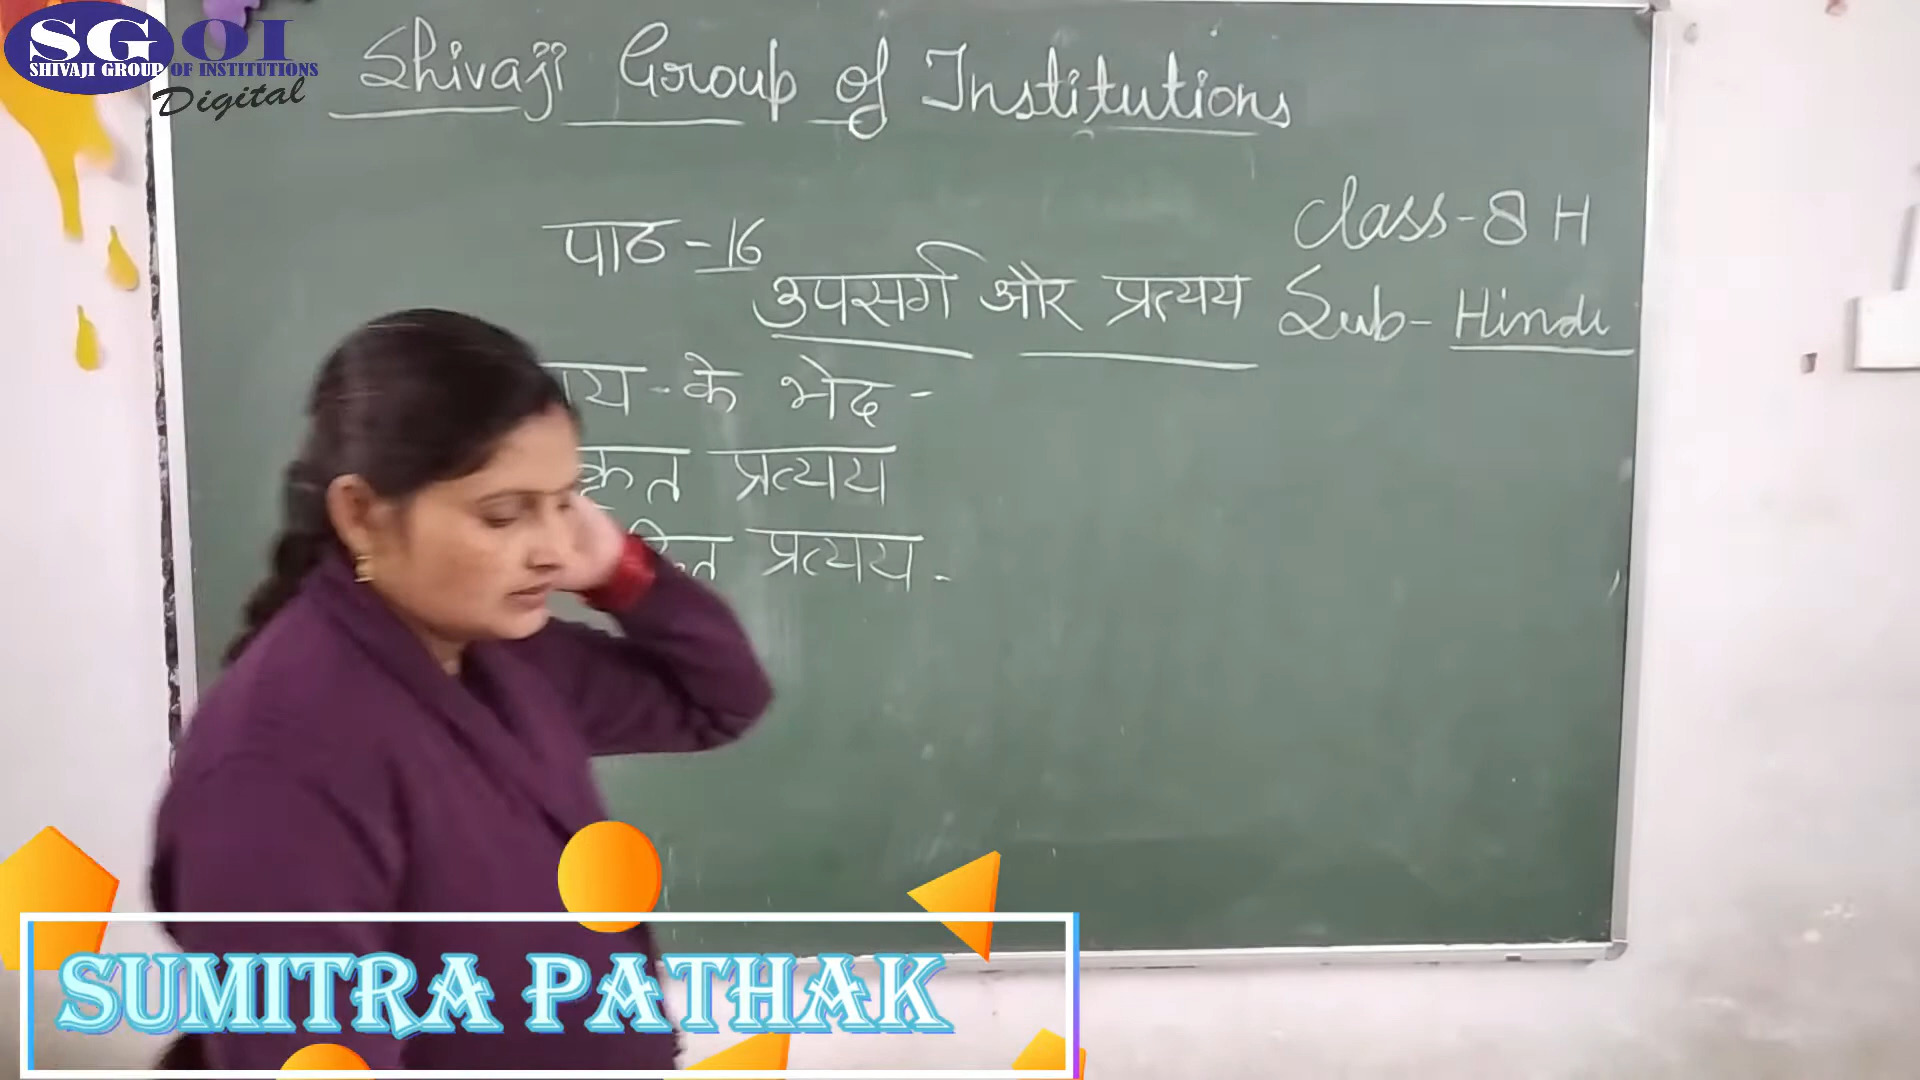 SGOI
SHIVAJI GROUP OF INSTITUTIONS
Digital
Shivaji Group of Institutions
Class-8 H
पाठ-16
उपसर्ग और प्रत्यय
Sub-Hindi
के भेद-
कृत प्रत्यय
प्रत्यय -
SUMITRA PATHAK